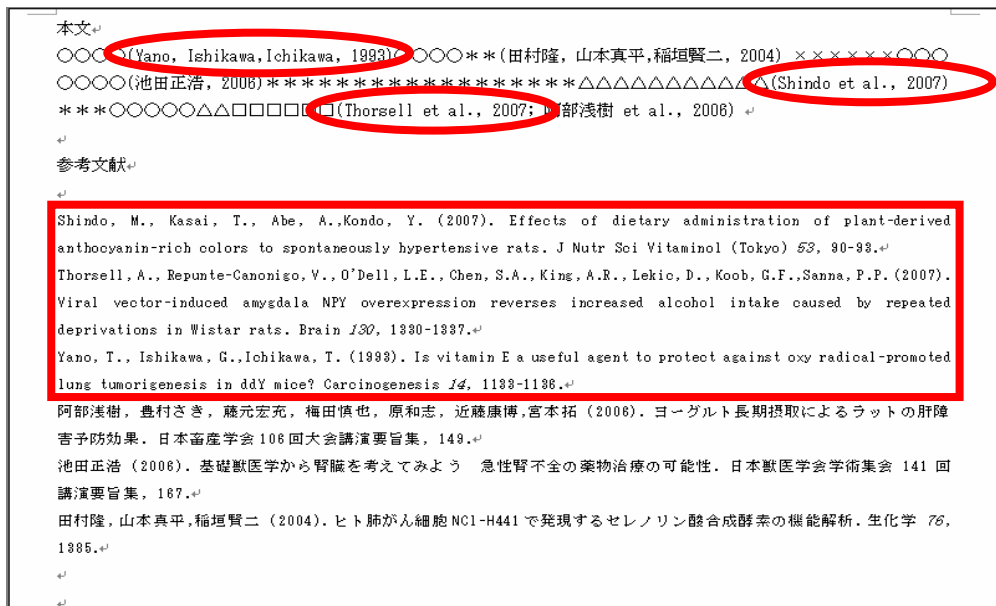 本文↵
○○○○(Yano, Ishikawa,Ichikawa, 1993)○○○○＊＊(田村隆, 山本真平,稲垣賢二, 2004) ××××××○○○
○○○○(池田正浩, 2006)＊＊＊＊＊＊＊＊＊＊＊＊＊＊＊＊＊＊△△△△△△△△△△△(Shindo et al., 2007)
＊＊＊○○○○○△△□□□□□□(Thorsell et al., 2007; 阿部浅樹 et al., 2006) ↵
↵
参考文献↵
↵
Shindo, M., Kasai, T., Abe, A.,Kondo, Y. (2007). Effects of dietary administration of plant-derived
anthocyanin-rich colors to spontaneously hypertensive rats. J Nutr Sci Vitaminol (Tokyo) 53, 90-93.↵
Thorsell, A., Repunte-Canonigo, V., O'Dell, L.E., Chen, S.A., King, A.R., Lekic, D., Koob, G.F.,Sanna, P.P. (2007).
Viral vector-induced amygdala NPY overexpression reverses increased alcohol intake caused by repeated
deprivations in Wistar rats. Brain 130, 1330-1337.↵
Yano, T., Ishikawa, G.,Ichikawa, T. (1993). Is vitamin E a useful agent to protect against oxy radical-promoted
lung tumorigenesis in ddY mice? Carcinogenesis 14, 1133-1136.↵
阿部浅樹, 豊村さき, 藤元宏充, 梅田慎也, 原和志, 近藤康博,宮本拓 (2006). ヨーグルト長期摂取によるラットの肝障
害予防効果. 日本畜産学会 106 回大会講演要旨集, 149.↵
池田正浩 (2006). 基礎獣医学から腎臓を考えてみよう　急性腎不全の薬物治療の可能性. 日本獣医学会学術集会 141 回
講演要旨集, 167.↵
田村隆, 山本真平,稲垣賢二 (2004). ヒト肺がん細胞 NCl-H441 で発現するセレノリン酸合成酵素の機能解析. 生化学 76,
1385.↵
↵
↵